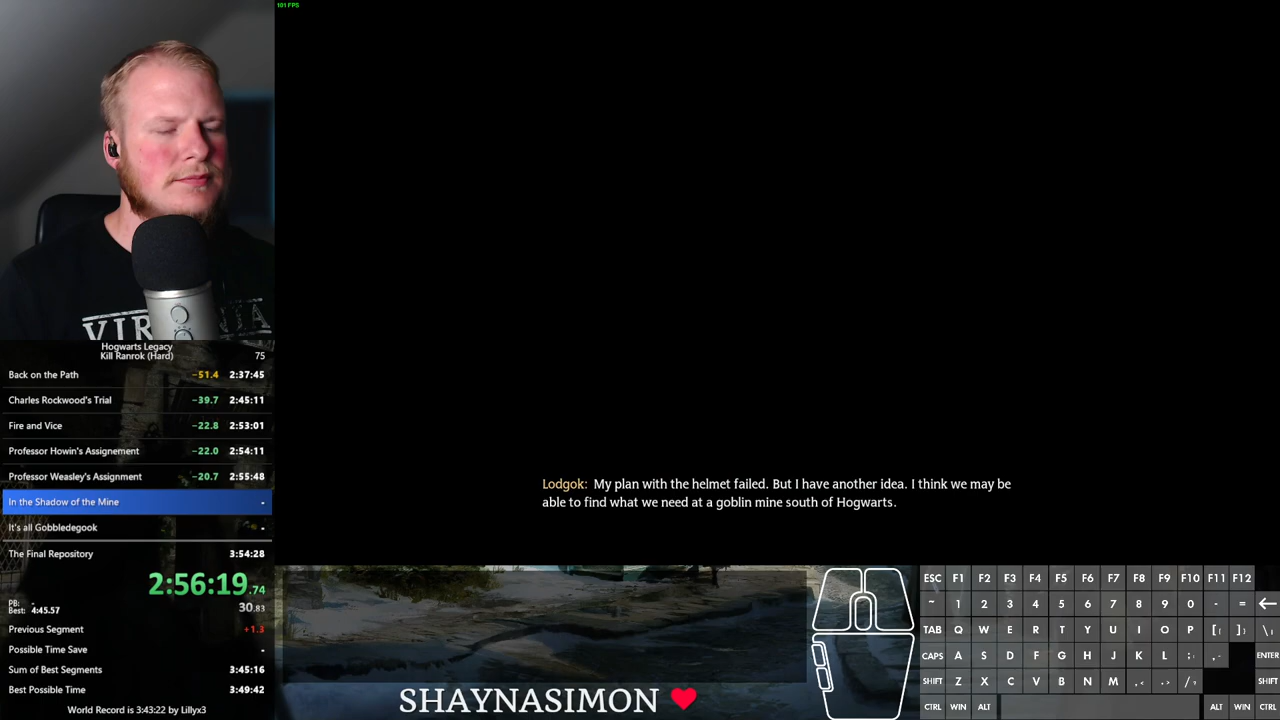 101 FPS
VIRGINIA
Hogwarts Legacy
Kill Ranrok (Hard) 75
Back on the Path −51.4 2:37:45
Charles Rockwood's Trial −39.7 2:45:11
Fire and Vice −22.8 2:53:01
Professor Howin's Assignement −22.0 2:54:11
Professor Weasley's Assignment −20.7 2:55:48
In the Shadow of the Mine -
It's all Gobbledegook -
The Final Repository 3:54:28
2:56:19.74
PB: -
Best: 4:45.57 30.83
Previous Segment +1.3
Possible Time Save -
Sum of Best Segments 3:45:16
Best Possible Time 3:49:42
World Record is 3:43:22 by Lillyx3
Lodgok: My plan with the helmet failed. But I have another idea. I think we may be
able to find what we need at a goblin mine south of Hogwarts.
SHAYNASIMON ❤
ESC F1 F2 F3 F4 F5 F6 F7 F8 F9 F10 F11 F12
~ 1 2 3 4 5 6 7 8 9 0 - = ←
TAB Q W E R T Y U I O P [ { ] } \ |
CAPS A S D F G H J K L ; : , " ENTER
SHIFT Z X C V B N M , < . > / ? SHIFT
CTRL WIN ALT ALT WIN CTRL